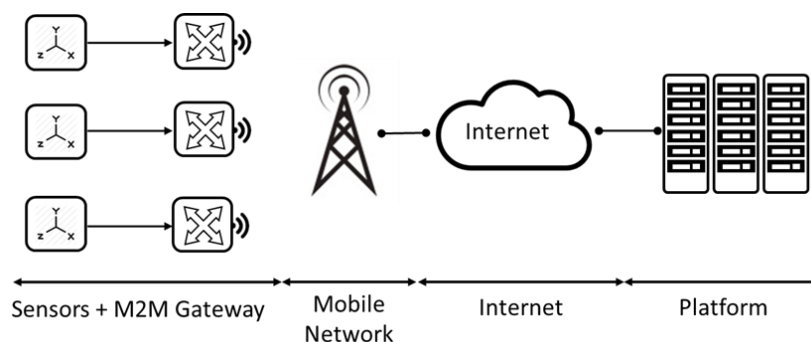 Y
Z X
Y
Z X
Y
Z X
Internet
Sensors + M2M Gateway
Mobile
Network
Internet
Platform